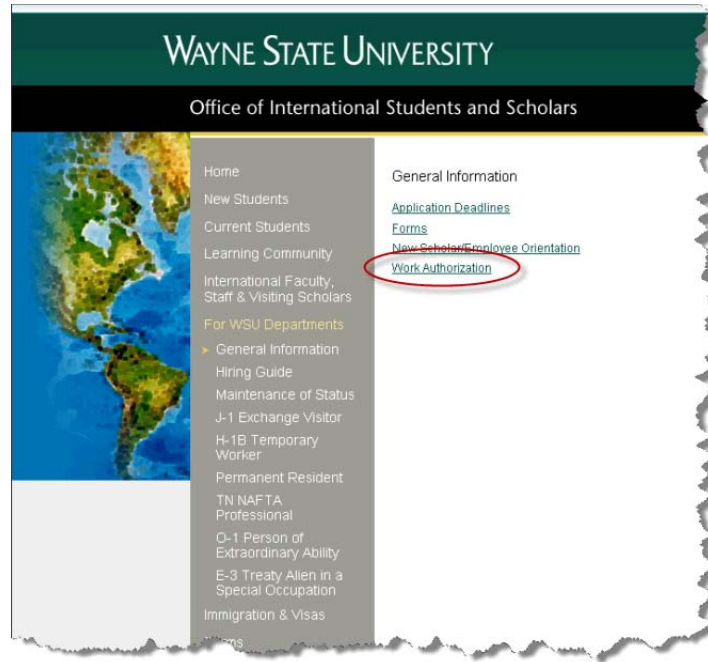 WAYNE STATE UNIVERSITY
Office of International Students and Scholars
Home
New Students
Current Students
Learning Community
International Faculty,
Staff & Visiting Scholars
For WSU Departments
General Information
Hiring Guide
Maintenance of Status
J-1 Exchange Visitor
H-1B Temporary
Worker
Permanent Resident
TN NAFTA
Professional
O-1 Person of
Extraordinary Ability
E-3 Treaty Alien in a
Special Occupation
Immigration & Visas
General Information
Application Deadlines
Forms
New Scholar/Employee Orientation
Work Authorization